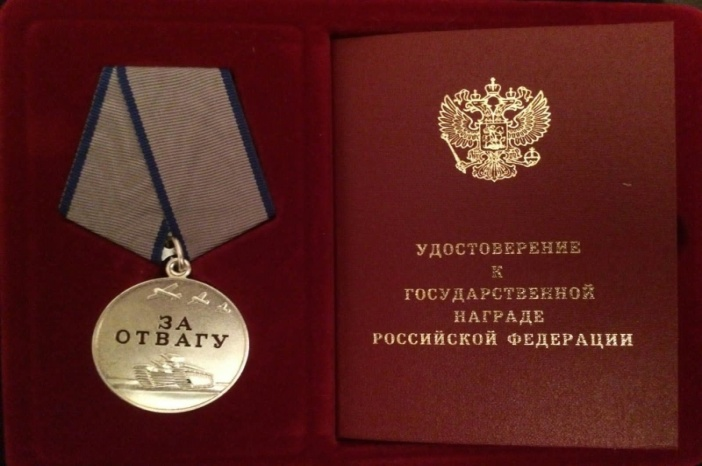 ЗА
ОТВАГУ
УДОСТОВЕРЕНИЕ
К
ГОСУДАРСТВЕННОЙ
НАГРАДЕ
РОССИЙСКОЙ ФЕДЕРАЦИИ